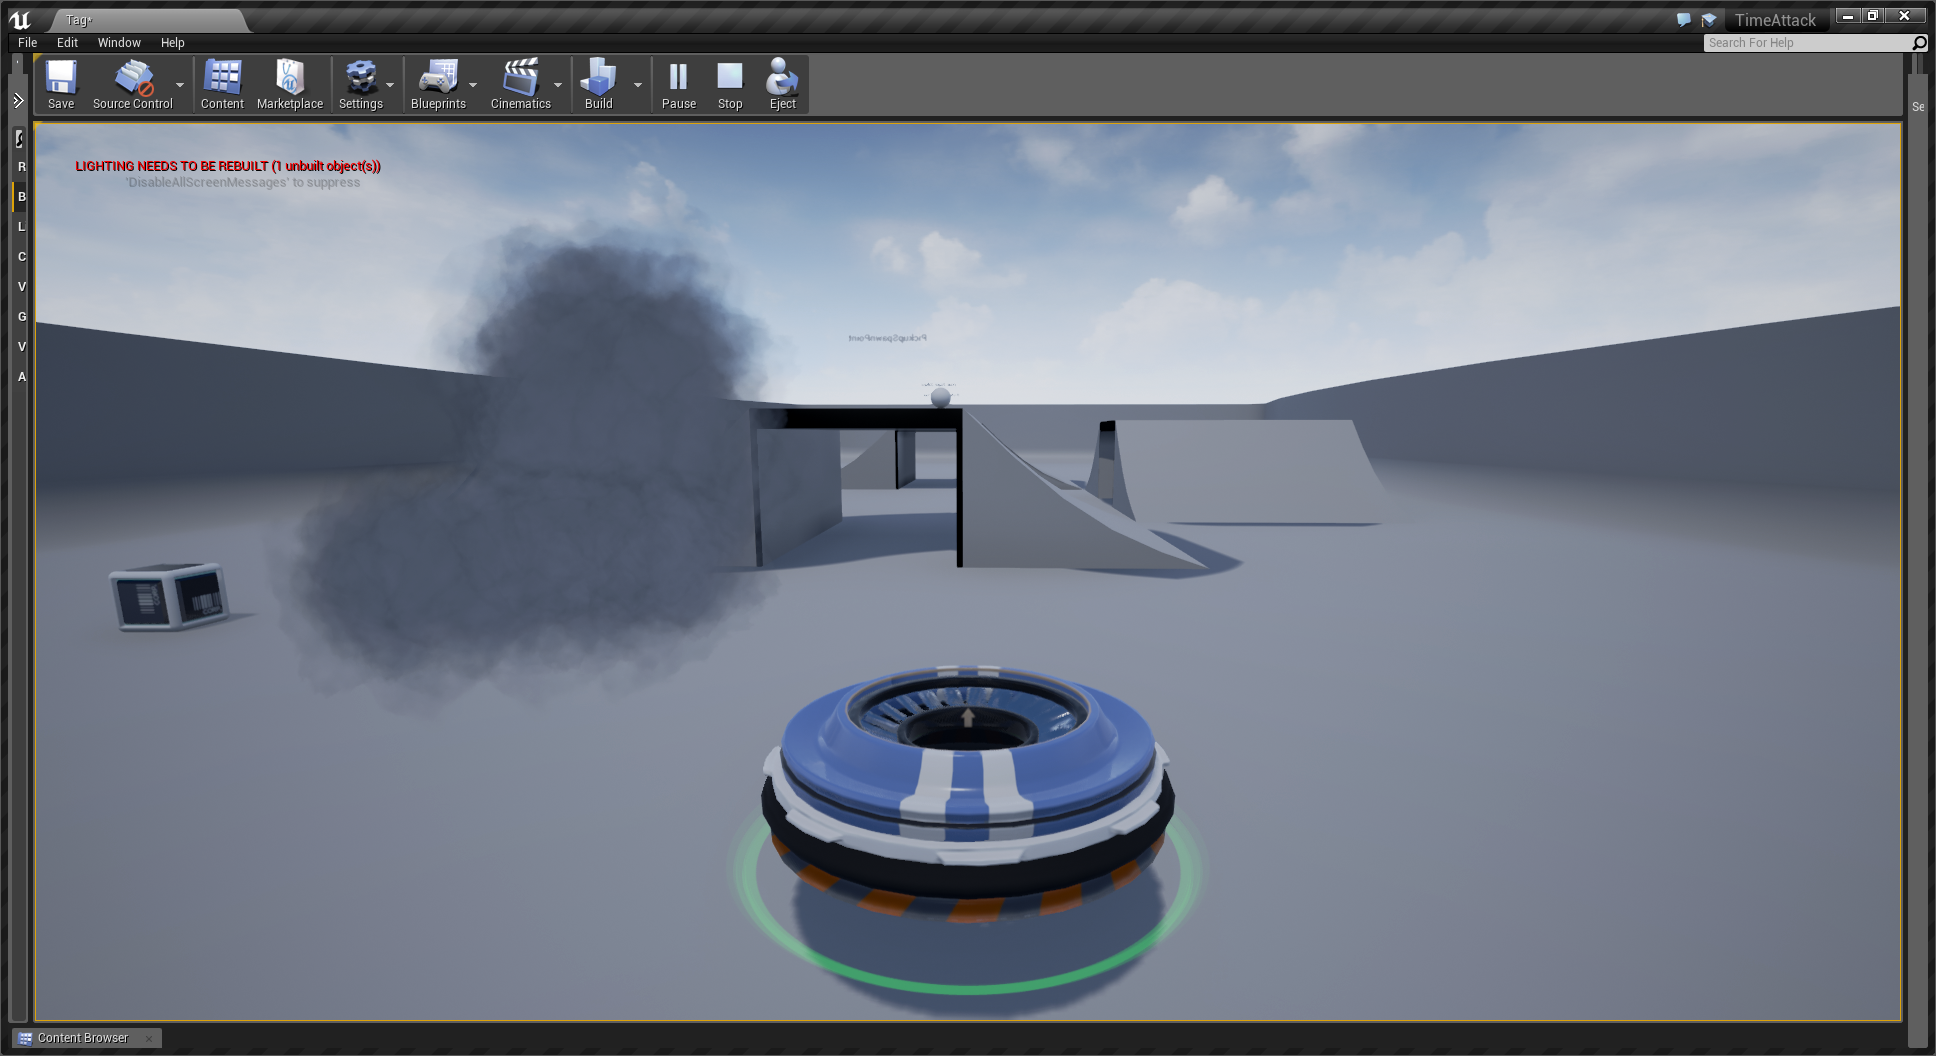 Tag*
TimeAttack
File Edit Window Help
Search For Help
Save
Source Control
Content
Marketplace
Settings
Blueprints
Cinematics
Build
Pause
Stop
Eject
Se
R
B
L
C
V
G
V
A
LIGHTING NEEDS TO BE REBUILT (1 unbuilt object(s))
'DisableAllScreenMessages' to suppress
PickupSpawnPoint
Content Browser